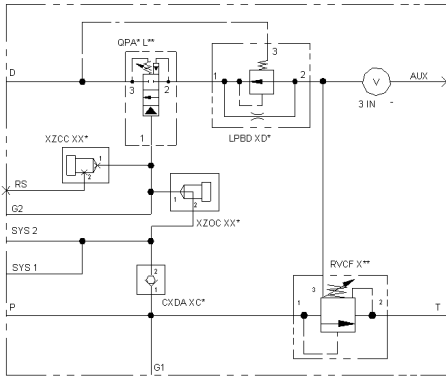 QPA* L**
3
D
3 2
1 2
AUX
V
3 IN -
LPBD XD*
1
XZCC XX*
1
2
RS
1 2
G2
XZOC XX*
SYS 2
RVCF X**
2
1
SYS 1
CXDA XC*
3
1 2
P
T
G1